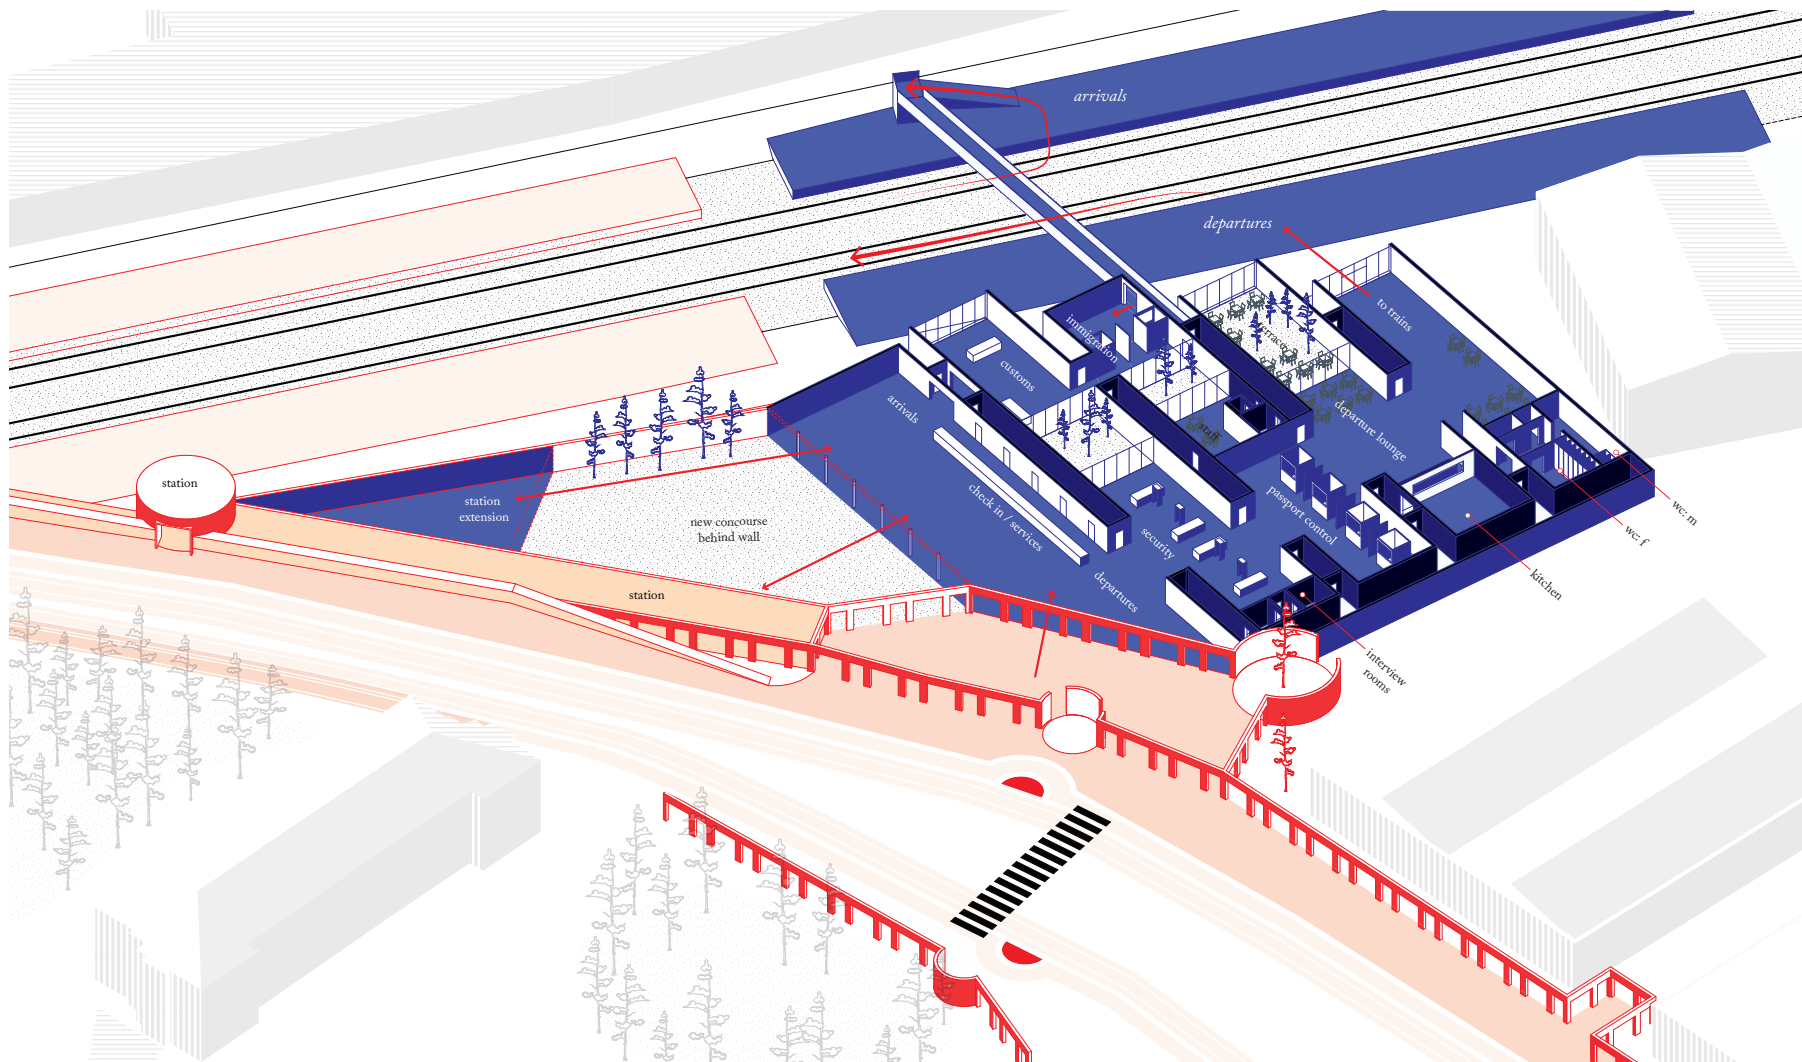 arrivals
departures
to trains
terrace
immigration
customs
arrivals
staff
departure lounge
station
station
extension
new concourse
behind wall
check in / services
security
passport control
departures
station
wc: m
wc: f
kitchen
interview
rooms